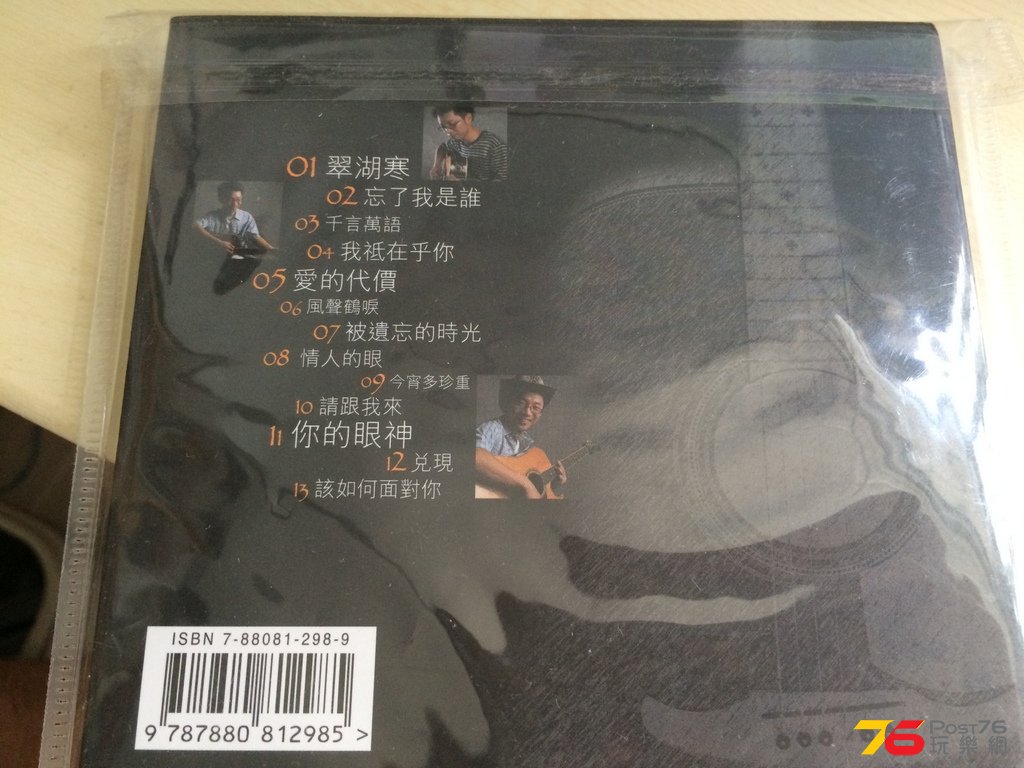 01 翠湖寒
02 忘了我是誰
03 千言萬語
04 我祗在乎你
05 愛的代價
06 風聲鶴唳
07 被遺忘的時光
08 情人的眼
09 今宵多珍重
10 請跟我來
11 你的眼神
12 兑現
13 該如何面對你
ISBN 7-88081-298-9
9 787880 812985 >
76 POST76
玩樂網